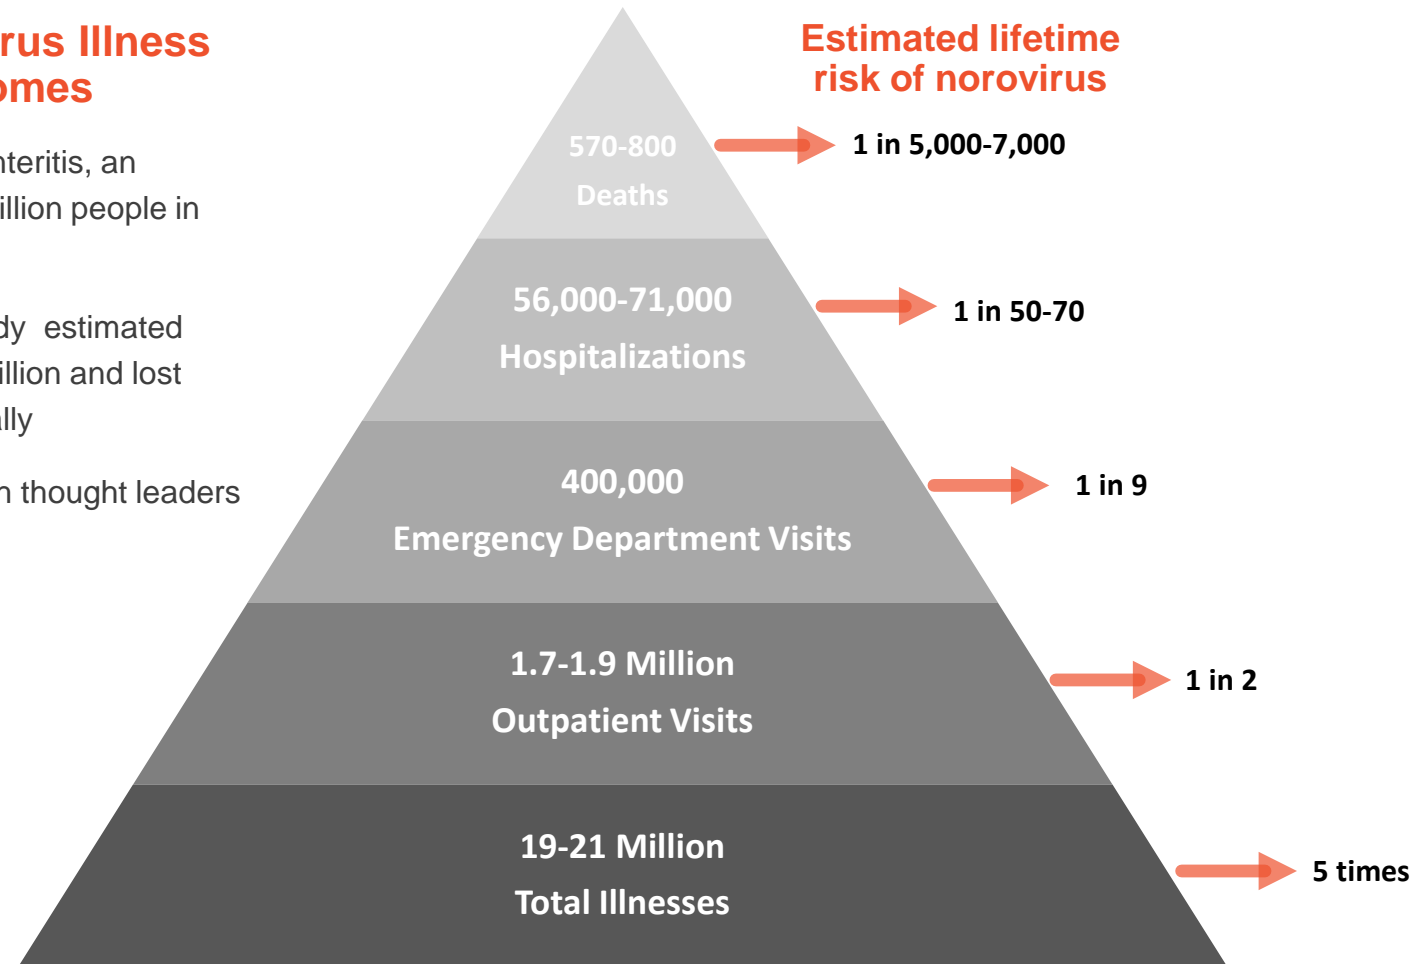 rus Illness
omes
nteritis, an
illion people in
dy estimated
illion and lost
ally
n thought leaders
Estimated lifetime
risk of norovirus
570-800
Deaths
1 in 5,000-7,000
56,000-71,000
Hospitalizations
1 in 50-70
400,000
Emergency Department Visits
1 in 9
1.7-1.9 Million
Outpatient Visits
1 in 2
19-21 Million
Total Illnesses
5 times